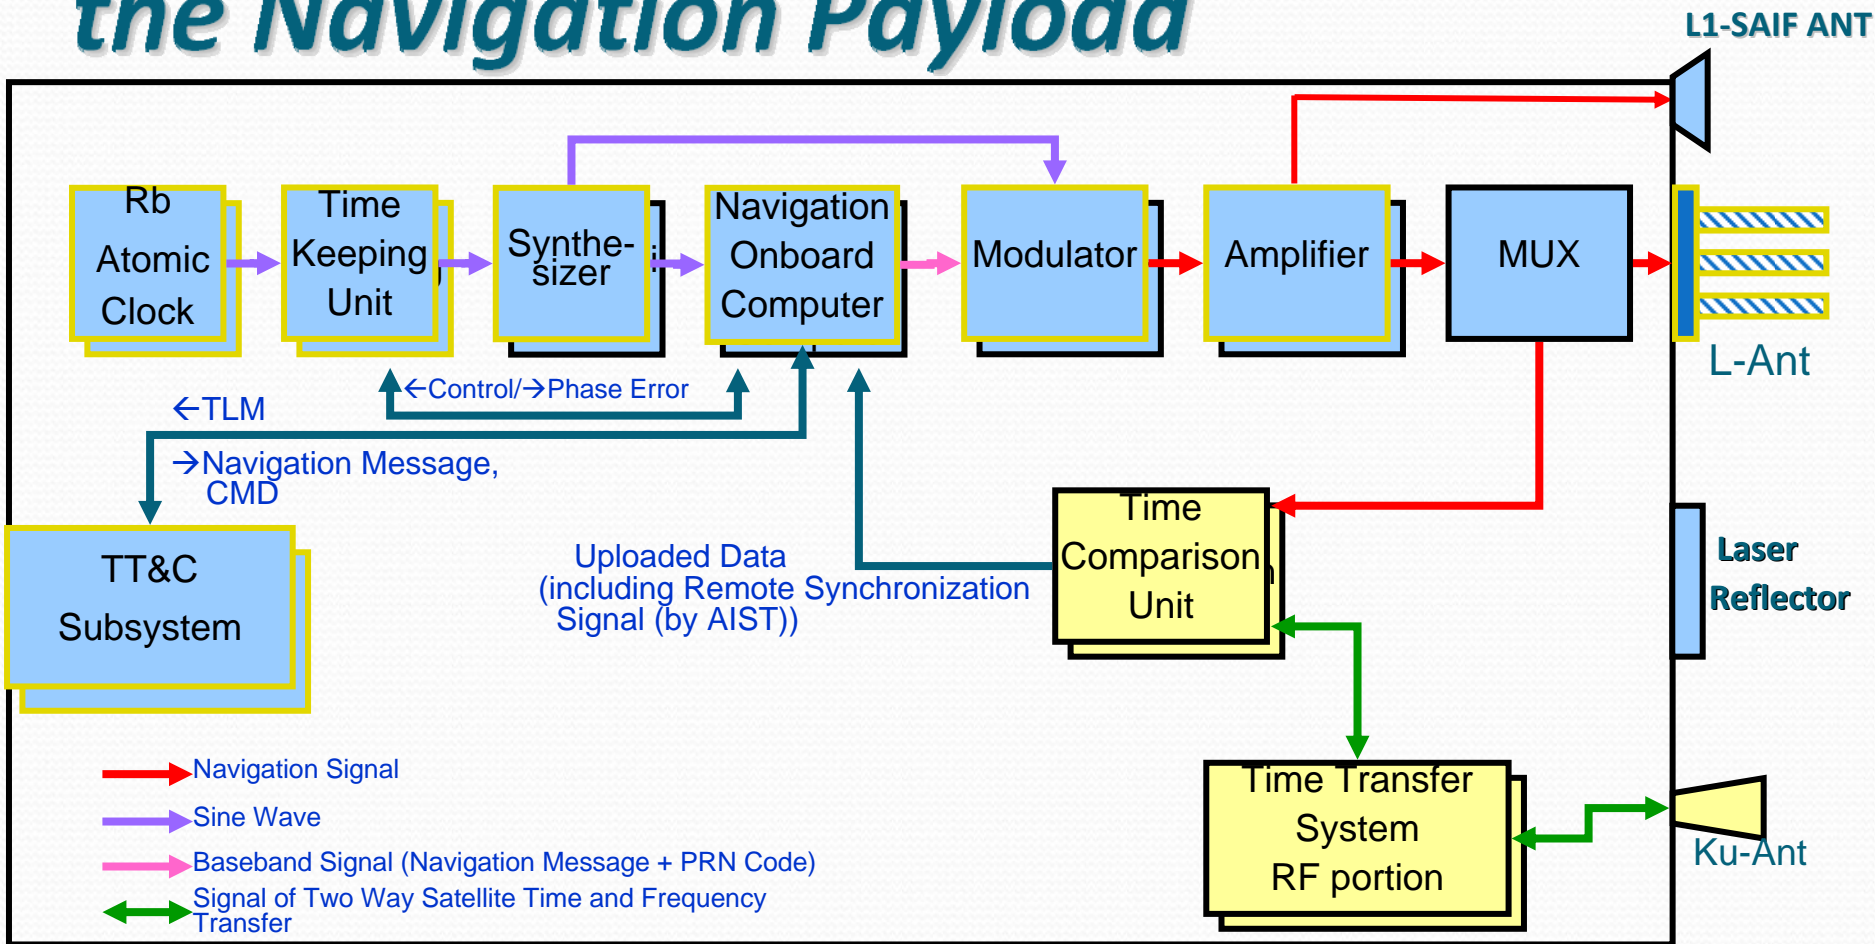 the Navigation Payload
L1-SAIF ANT
Rb
Atomic
Clock
Time
Keeping
Unit
Synthe-
sizer
Navigation
Onboard
Computer
Modulator
Amplifier
MUX
L-Ant
←Control/→Phase Error
←TLM
→Navigation Message,
CMD
TT&C
Subsystem
Uploaded Data
(including Remote Synchronization
Signal (by AIST))
Time
Comparison
Unit
Laser
Reflector
Time Transfer
System
RF portion
Ku-Ant
Navigation Signal
Sine Wave
Baseband Signal (Navigation Message + PRN Code)
Signal of Two Way Satellite Time and Frequency
Transfer